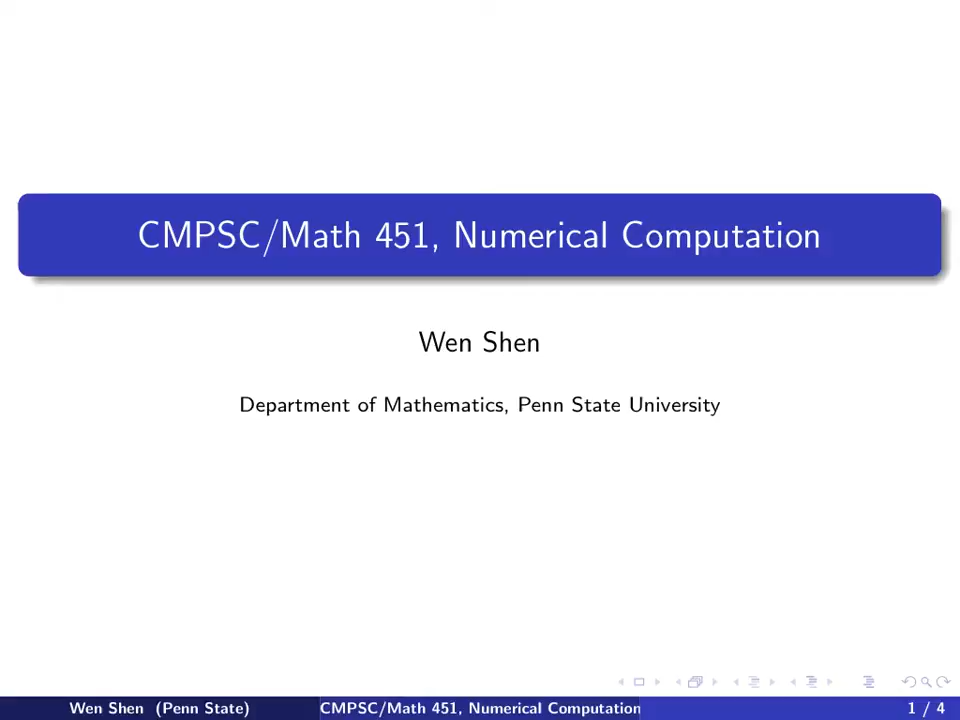 CMPSC/Math 451, Numerical Computation
Wen Shen
Department of Mathematics, Penn State University
Wen Shen (Penn State) CMPSC/Math 451, Numerical Computation 1 / 4